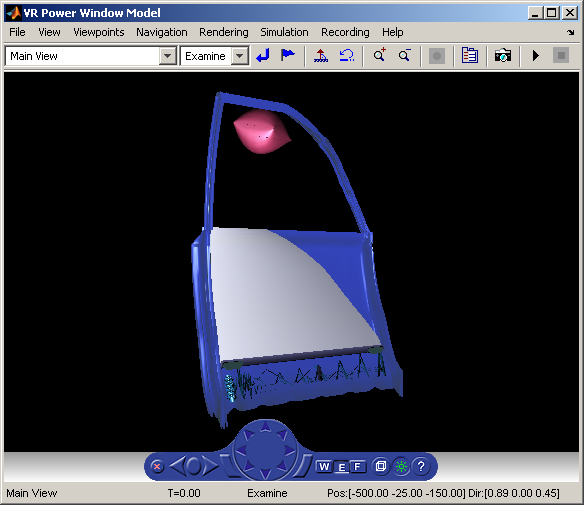 VR Power Window Model
File View Viewpoints Navigation Rendering Simulation Recording Help
Main View Examine
W E F ?
Main View T=0.00 Examine Pos:[-500.00 -25.00 -150.00] Dir:[0.89 0.00 0.45]